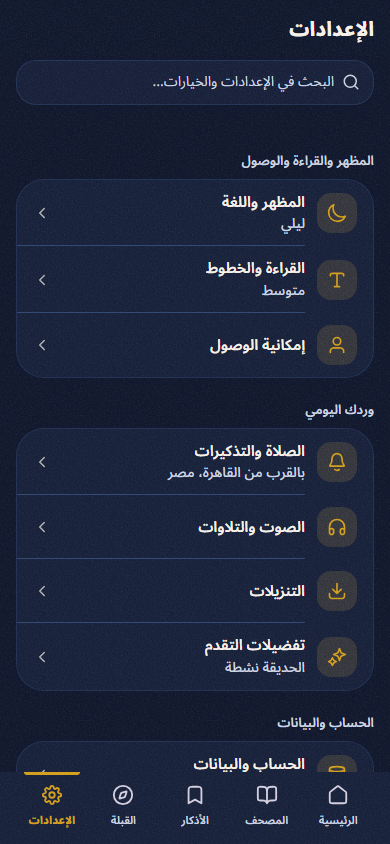 الإعدادات
البحث في الإعدادات والخيارات...
المظهر والقراءة والوصول
المظهر واللغة
ليلي
القراءة والخطوط
متوسط
إمكانية الوصول
وردك اليومي
الصلاة والتذكيرات
بالقرب من القاهرة، مصر
الصوت والتلاوات
التنزيلات
تفضيلات التقدم
الحديقة نشطة
الحساب والبيانات
الحساب والبيانات
الرئيسية
المصحف
الأذكار
القبلة
الإعدادات